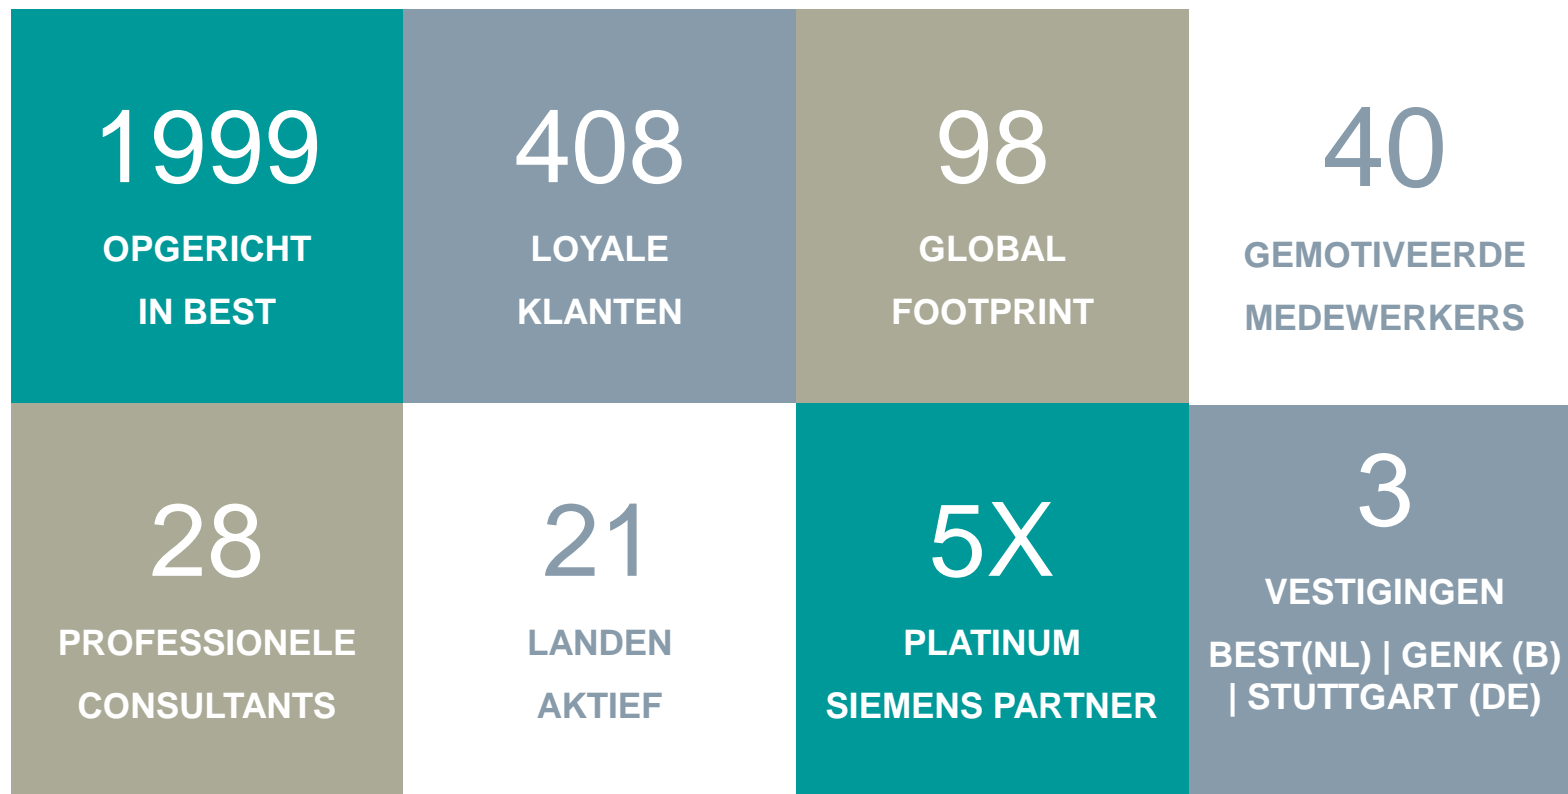 1999
OPGERICHT
IN BEST
408
LOYALE
KLANTEN
98
GLOBAL
FOOTPRINT
40
GEMOTIVEERDE
MEDEWERKERS
28
PROFESSIONELE
CONSULTANTS
21
LANDEN
AKTIEF
5X
PLATINUM
SIEMENS PARTNER
3
VESTIGINGEN
BEST(NL) | GENK (B)
| STUTTGART (DE)